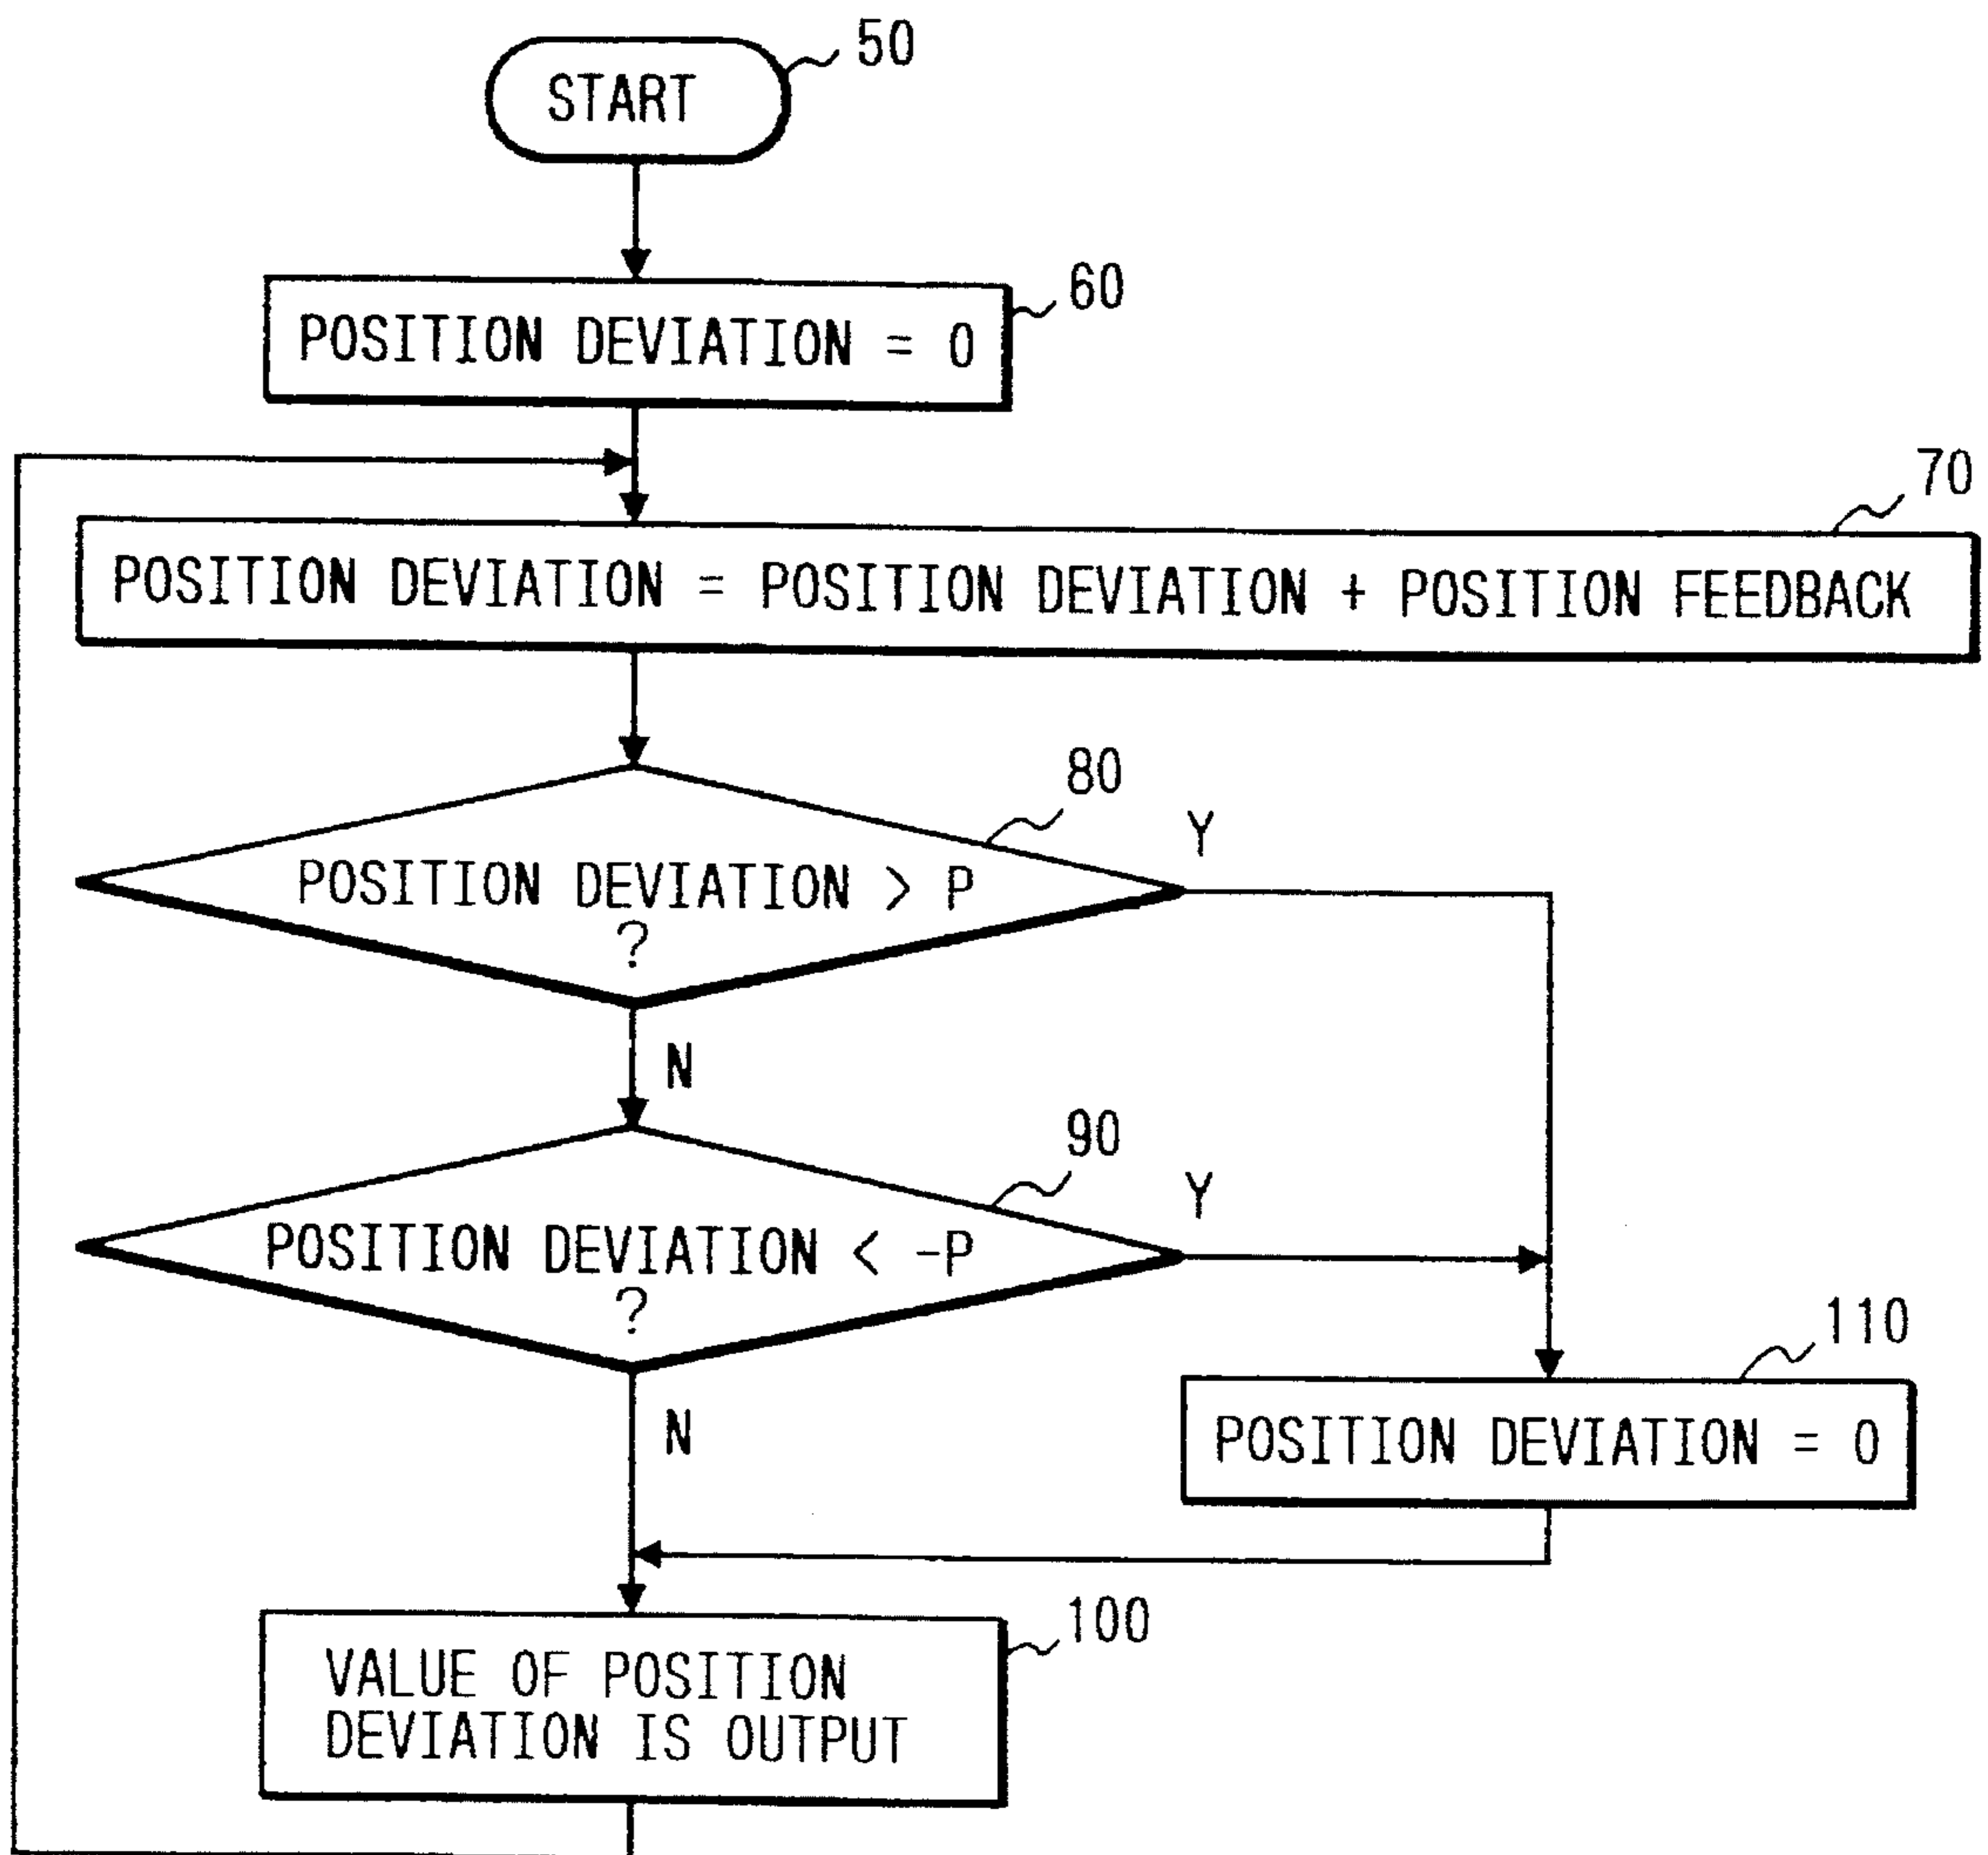 START
50
POSITION DEVIATION = 0
60
70
POSITION DEVIATION = POSITION DEVIATION + POSITION FEEDBACK
80
Y
POSITION DEVIATION > P
?
N
90
Y
POSITION DEVIATION < -P
?
N
110
POSITION DEVIATION = 0
100
VALUE OF POSITION
DEVIATION IS OUTPUT